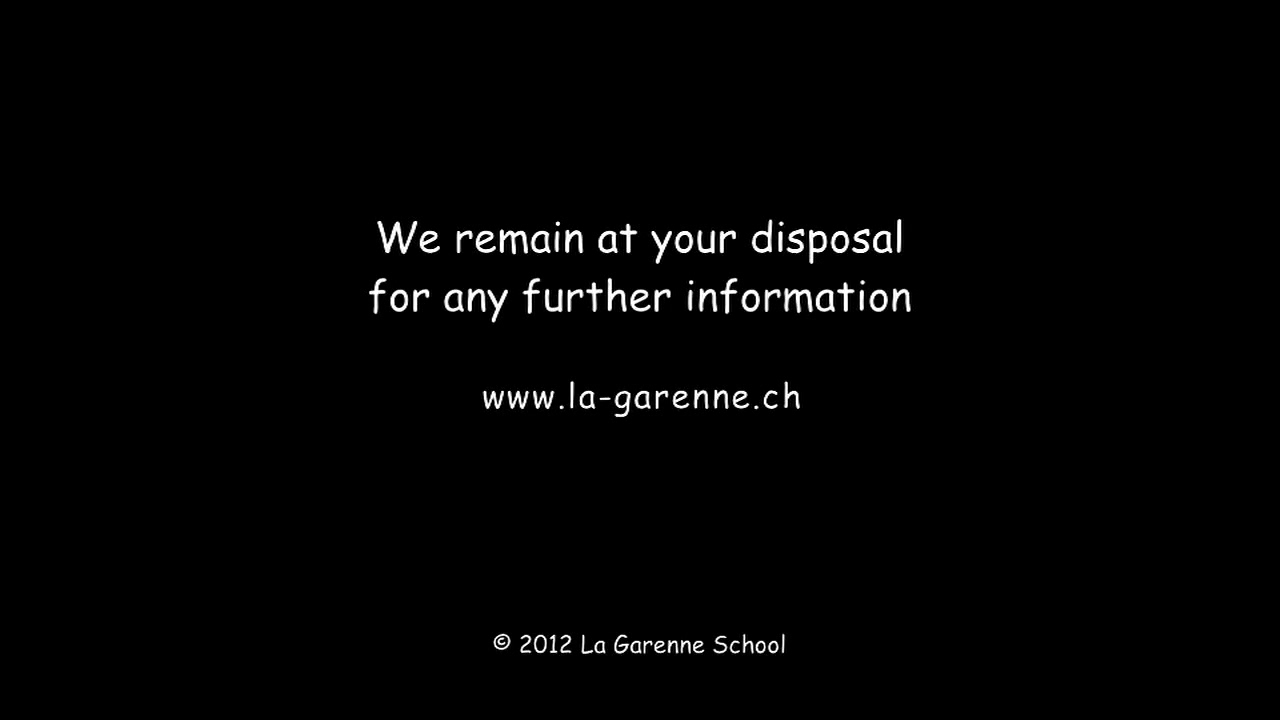 We remain at your disposal
for any further information
www.la-garenne.ch
© 2012 La Garenne School